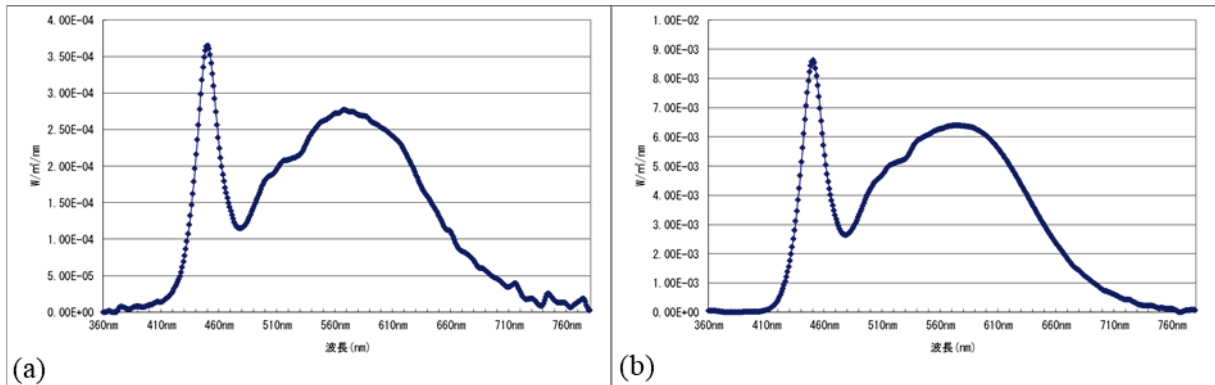 4.00E-04
3.50E-04
3.00E-04
2.50E-04
2.00E-04
1.50E-04
1.00E-04
5.00E-05
0.00E+00
W/㎡/nm
360nm 410nm 460nm 510nm 560nm 610nm 660nm 710nm 760nm
波長(nm)
(a)
1.00E-02
9.00E-03
8.00E-03
7.00E-03
6.00E-03
5.00E-03
4.00E-03
3.00E-03
2.00E-03
1.00E-03
0.00E+00
W/㎡/nm
360nm 410nm 460nm 510nm 560nm 610nm 660nm 710nm 760nm
波長(nm)
(b)